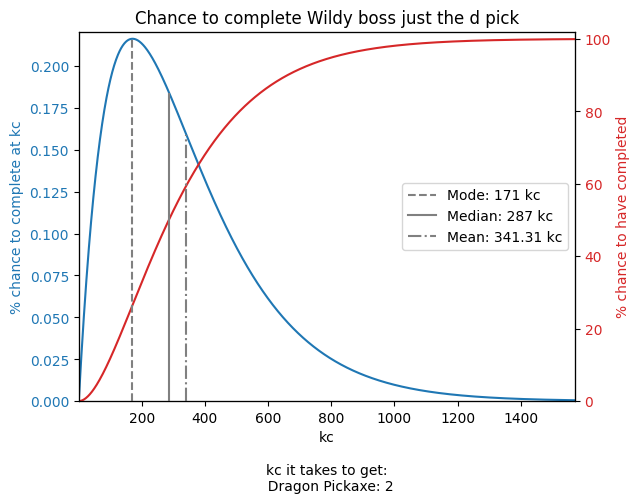 Chance to complete Wildy boss just the d pick
% chance to complete at kc
0.200
0.175
0.150
0.125
0.100
0.075
0.050
0.025
0.000
100
80
60
40
20
0
% chance to have completed
Mode: 171 kc
Median: 287 kc
Mean: 341.31 kc
200 400 600 800 1000 1200 1400
kc
kc it takes to get:
Dragon Pickaxe: 2